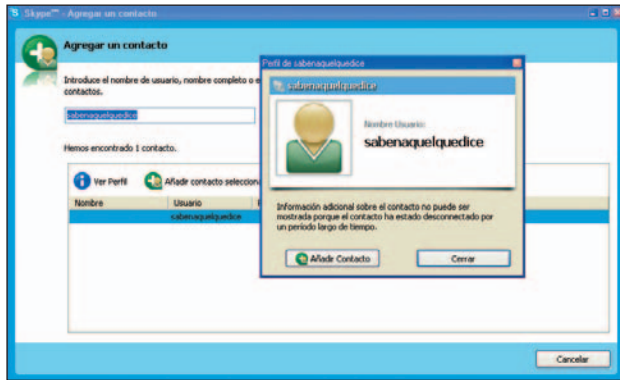 Skype™ - Agregar un contacto
Agregar un contacto
Introduce el nombre de usuario, nombre completo o e
contactos.
sabenaquelquedice
Hemos encontrado 1 contacto.
Ver Perfil
Añadir contacto seleccion
Nombre
Usuario
sabenaquelquedice
Perfil de sabenaquelquedice
sabenaquelquedice
Nombre Usuario:
sabenaquelquedice
Información adicional sobre el contacto no puede ser
mostrada porque el contacto ha estado desconectado por
un período largo de tiempo.
Añadir Contacto
Cerrar
Cancelar